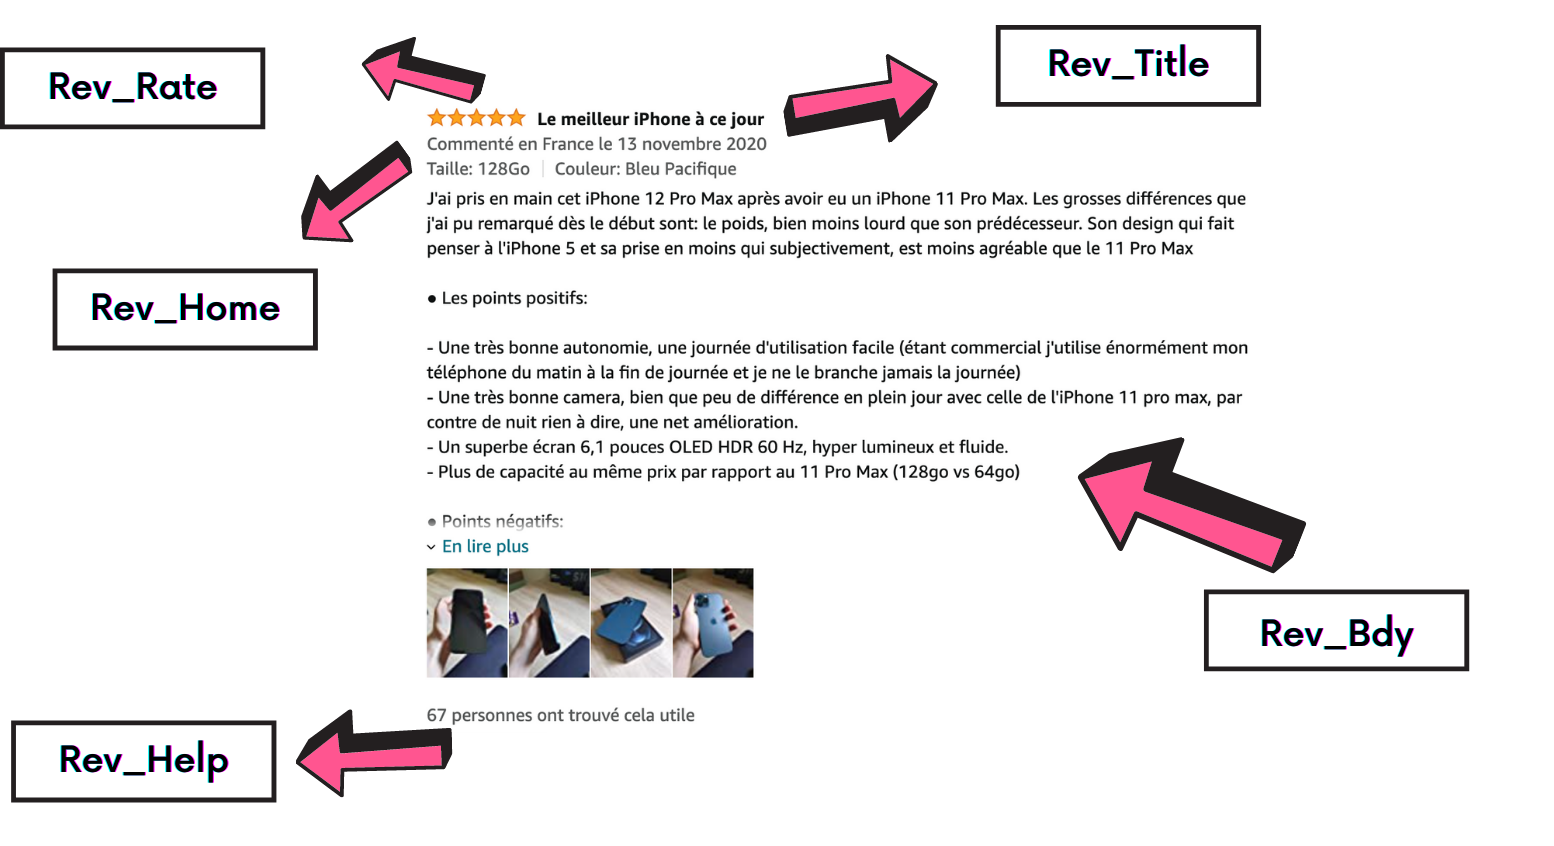 Rev_Rate
Rev_Title
Le meilleur iPhone à ce jour
Commenté en France le 13 novembre 2020
Taille: 128Go Couleur: Bleu Pacifique
Rev_Home
J'ai pris en main cet iPhone 12 Pro Max après avoir eu un iPhone 11 Pro Max. Les grosses différences que
j'ai pu remarqué dès le début sont: le poids, bien moins lourd que son prédécesseur. Son design qui fait
penser à l'iPhone 5 et sa prise en moins qui subjectivement, est moins agréable que le 11 Pro Max
● Les points positifs:
- Une très bonne autonomie, une journée d'utilisation facile (étant commercial j'utilise énormément mon
téléphone du matin à la fin de journée et je ne le branche jamais la journée)
- Une très bonne camera, bien que peu de différence en plein jour avec celle de l'iPhone 11 pro max, par
contre de nuit rien à dire, une net amélioration.
- Un superbe écran 6,1 pouces OLED HDR 60 Hz, hyper lumineux et fluide.
- Plus de capacité au même prix par rapport au 11 Pro Max (128go vs 64go)
● Points négatifs:
En lire plus
Rev_Bdy
67 personnes ont trouvé cela utile
Rev_Help